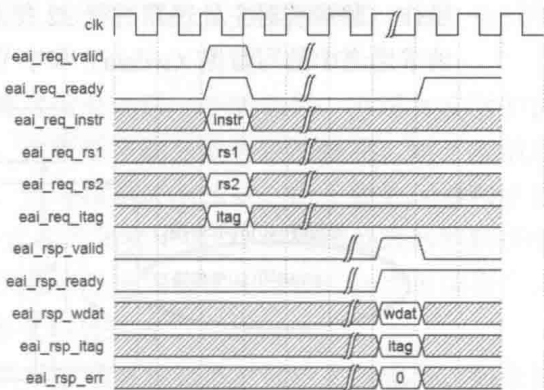 clk
eai_req_valid
eai_req_ready
eai_req_instr instr
eai_req_rs1 rs1
eai_req_rs2 rs2
eai_req_itag itag
eai_rsp_valid
eai_rsp_ready
eai_rsp_wdat wdat
eai_rsp_itag itag
eai_rsp_err 0